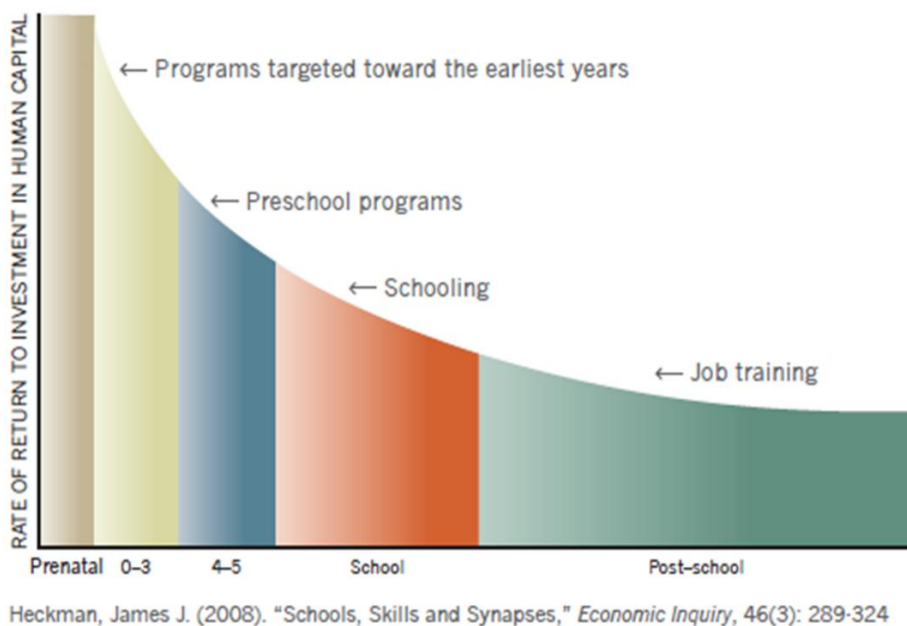 RATE OF RETURN TO INVESTMENT IN HUMAN CAPITAL
← Programs targeted toward the earliest years
← Preschool programs
← Schooling
← Job training
Prenatal 0–3 4–5 School Post–school
Heckman, James J. (2008). “Schools, Skills and Synapses,” Economic Inquiry, 46(3): 289-324